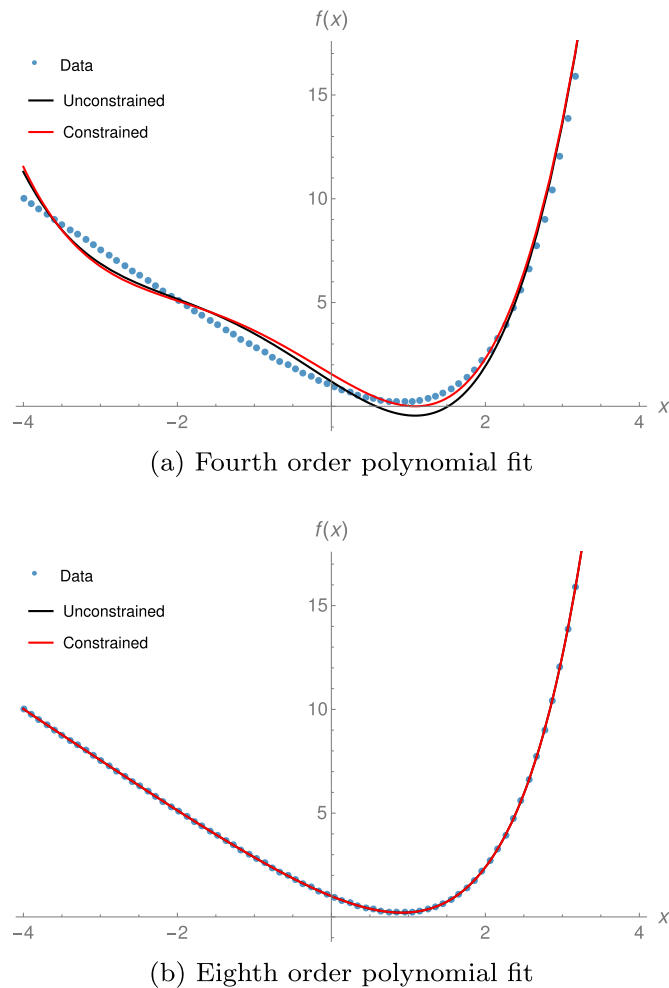 f(x)
Data
15
Unconstrained
Constrained
10
5
x
−4
−2
2
4
(a) Fourth order polynomial fit
f(x)
Data
15
Unconstrained
Constrained
10
5
x
−4
−2
2
4
(b) Eighth order polynomial fit